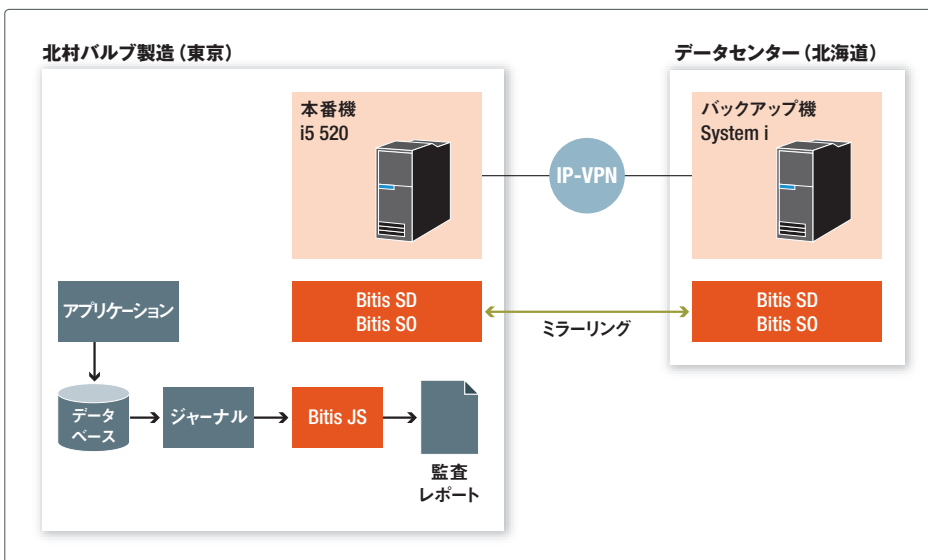 北村バルブ製造（東京）
データセンター（北海道）
本番機
i5 520
IP-VPN
バックアップ機
System i
アプリケーション
Bitis SD
Bitis SO
ミラーリング
Bitis SD
Bitis SO
データ
ベース
ジャーナル
Bitis JS
監査
レポート